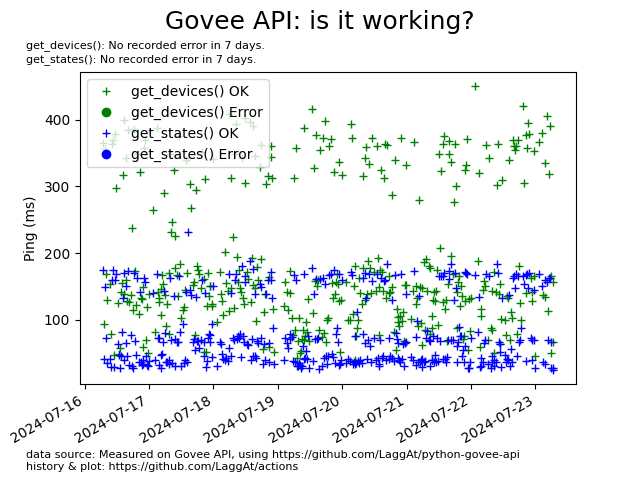 Govee API: is it working?
get_devices(): No recorded error in 7 days.
get_states(): No recorded error in 7 days.
get_devices() OK
get_devices() Error
get_states() OK
get_states() Error
400
300
200
100
Ping (ms)
2024-07-16
2024-07-17
2024-07-18
2024-07-19
2024-07-20
2024-07-21
2024-07-22
2024-07-23
data source: Measured on Govee API, using https://github.com/LaggAt/python-govee-api
history & plot: https://github.com/LaggAt/actions